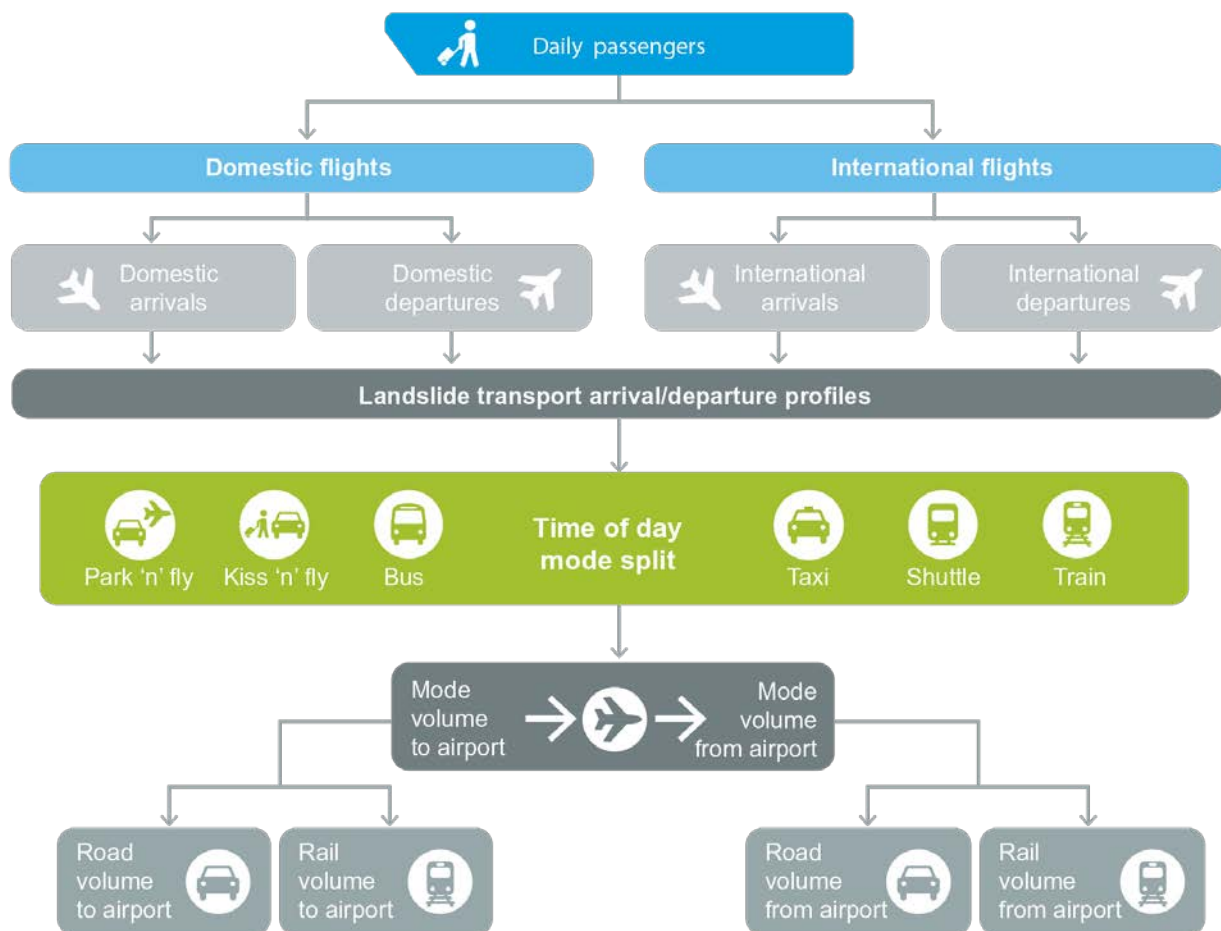 Daily passengers
Domestic flights
International flights
Domestic
arrivals
Domestic
departures
International
arrivals
International
departures
Landslide transport arrival/departure profiles
Park ‘n’ fly
Kiss ‘n’ fly
Bus
Time of day
mode split
Taxi
Shuttle
Train
Mode
volume
to airport
Mode
volume
from airport
Road
volume
to airport
Rail
volume
to airport
Road
volume
from airport
Rail
volume
from airport